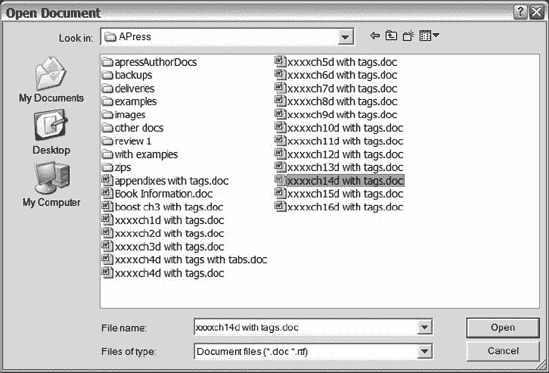 Open Document
Look in:
APress
My Documents
Desktop
My Computer
apressAuthorDocs
backups
deliveries
examples
images
other docs
review 1
with examples
zips
appendixes with tags.doc
Book Information.doc
boost ch3 with tags.doc
xxxxch1d with tags.doc
xxxxch2d with tags.doc
xxxxch3d with tags.doc
xxxxch4d with tags with tabs.doc
xxxxch4d with tags.doc
xxxxch5d with tags.doc
xxxxch6d with tags.doc
xxxxch7d with tags.doc
xxxxch8d with tags.doc
xxxxch9d with tags.doc
xxxxch10d with tags.doc
xxxxch11d with tags.doc
xxxxch12d with tags.doc
xxxxch13d with tags.doc
xxxxch14d with tags.doc
xxxxch15d with tags.doc
xxxxch16d with tags.doc
File name:
xxxxch14d with tags.doc
Open
Files of type:
Document files (*.doc *.rtf)
Cancel